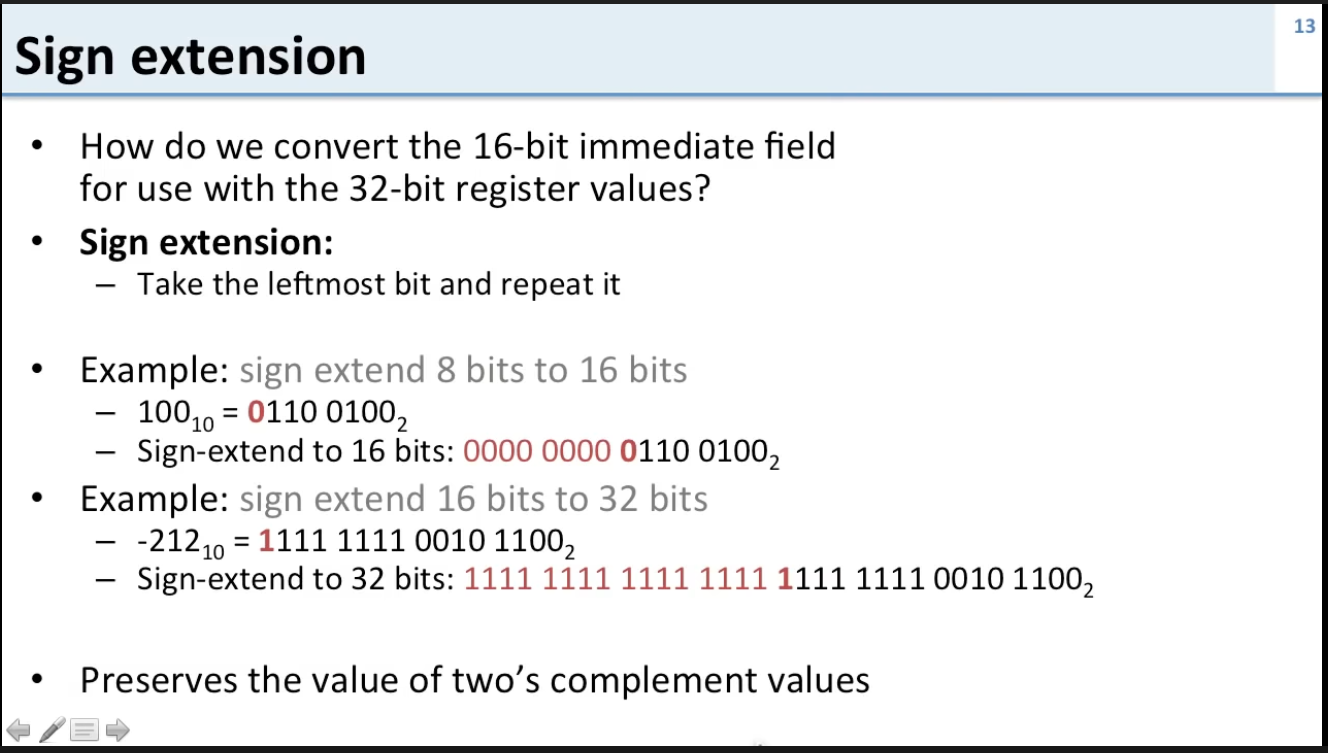 13
Sign extension
• How do we convert the 16-bit immediate field
for use with the 32-bit register values?
• Sign extension:
– Take the leftmost bit and repeat it
• Example: sign extend 8 bits to 16 bits
– 100₁₀ = 0110 0100₂
– Sign-extend to 16 bits: 0000 0000 0110 0100₂
• Example: sign extend 16 bits to 32 bits
– -212₁₀ = 1111 1111 0010 1100₂
– Sign-extend to 32 bits: 1111 1111 1111 1111 1111 1111 0010 1100₂
• Preserves the value of two’s complement values